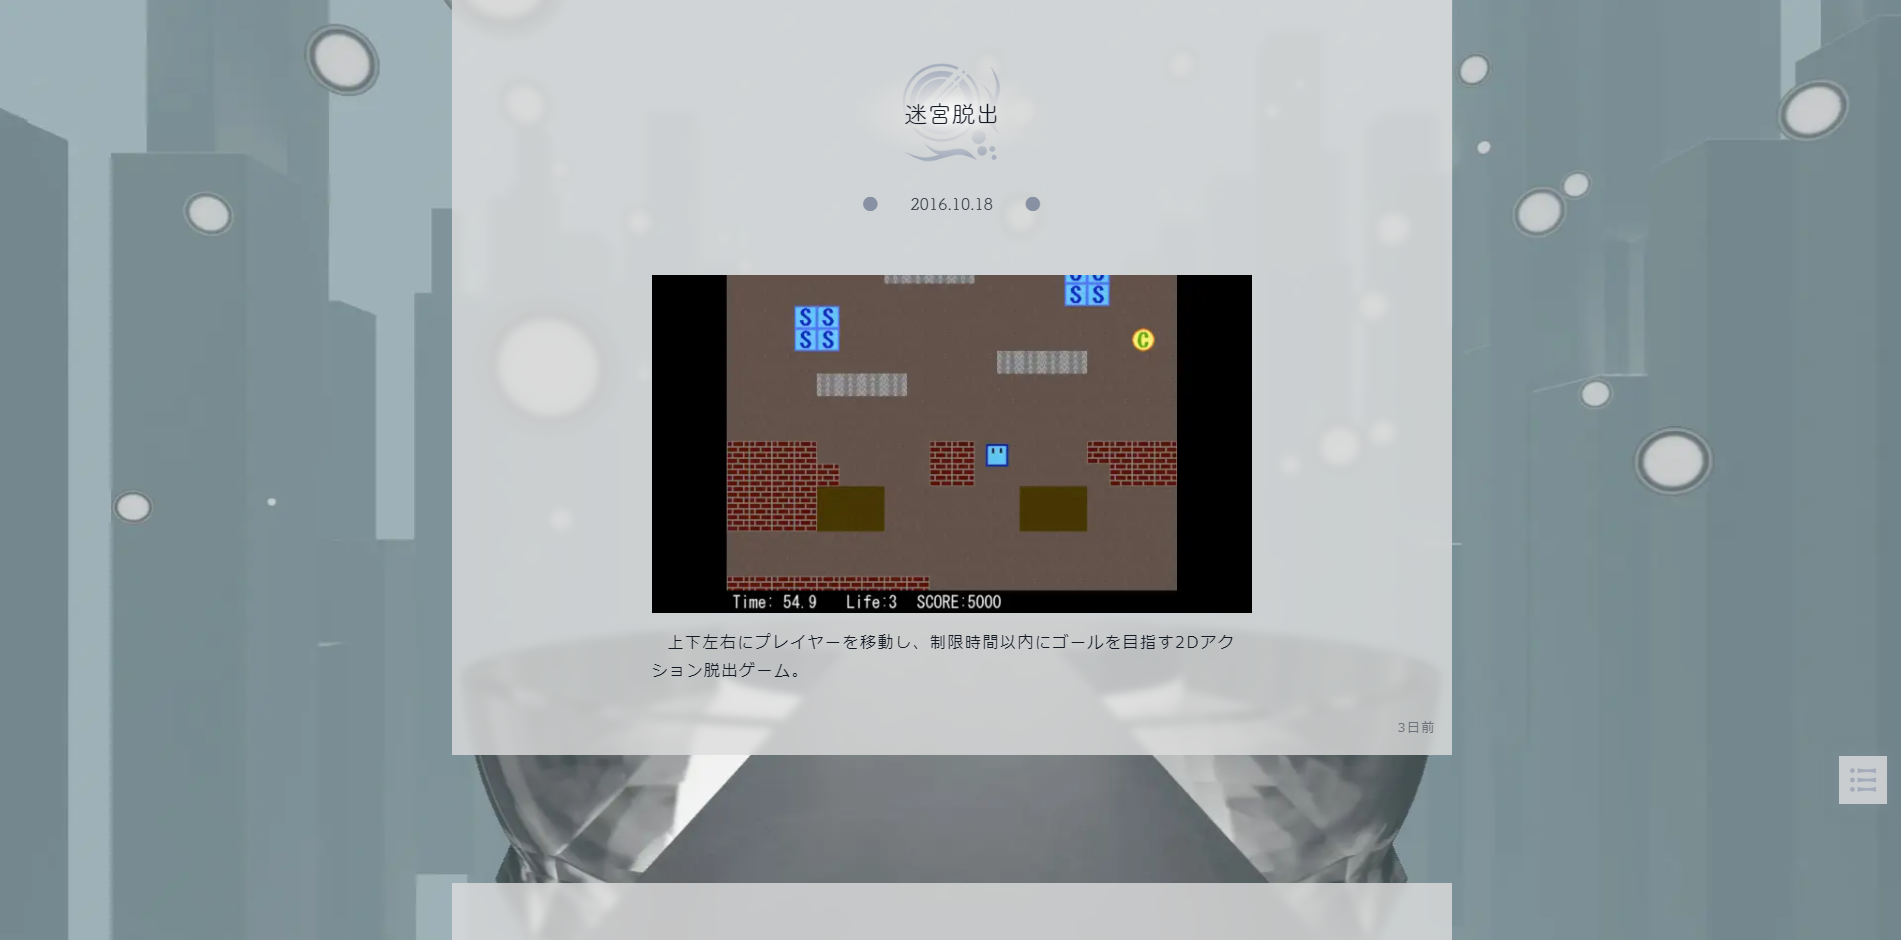 迷宮脱出
2016.10.18
S S
S S
S S
S S
C
Time: 54.9 Life:3 SCORE:5000
上下左右にプレイヤーを移動し、制限時間以内にゴールを目指す2Dアク
ション脱出ゲーム。
3日前